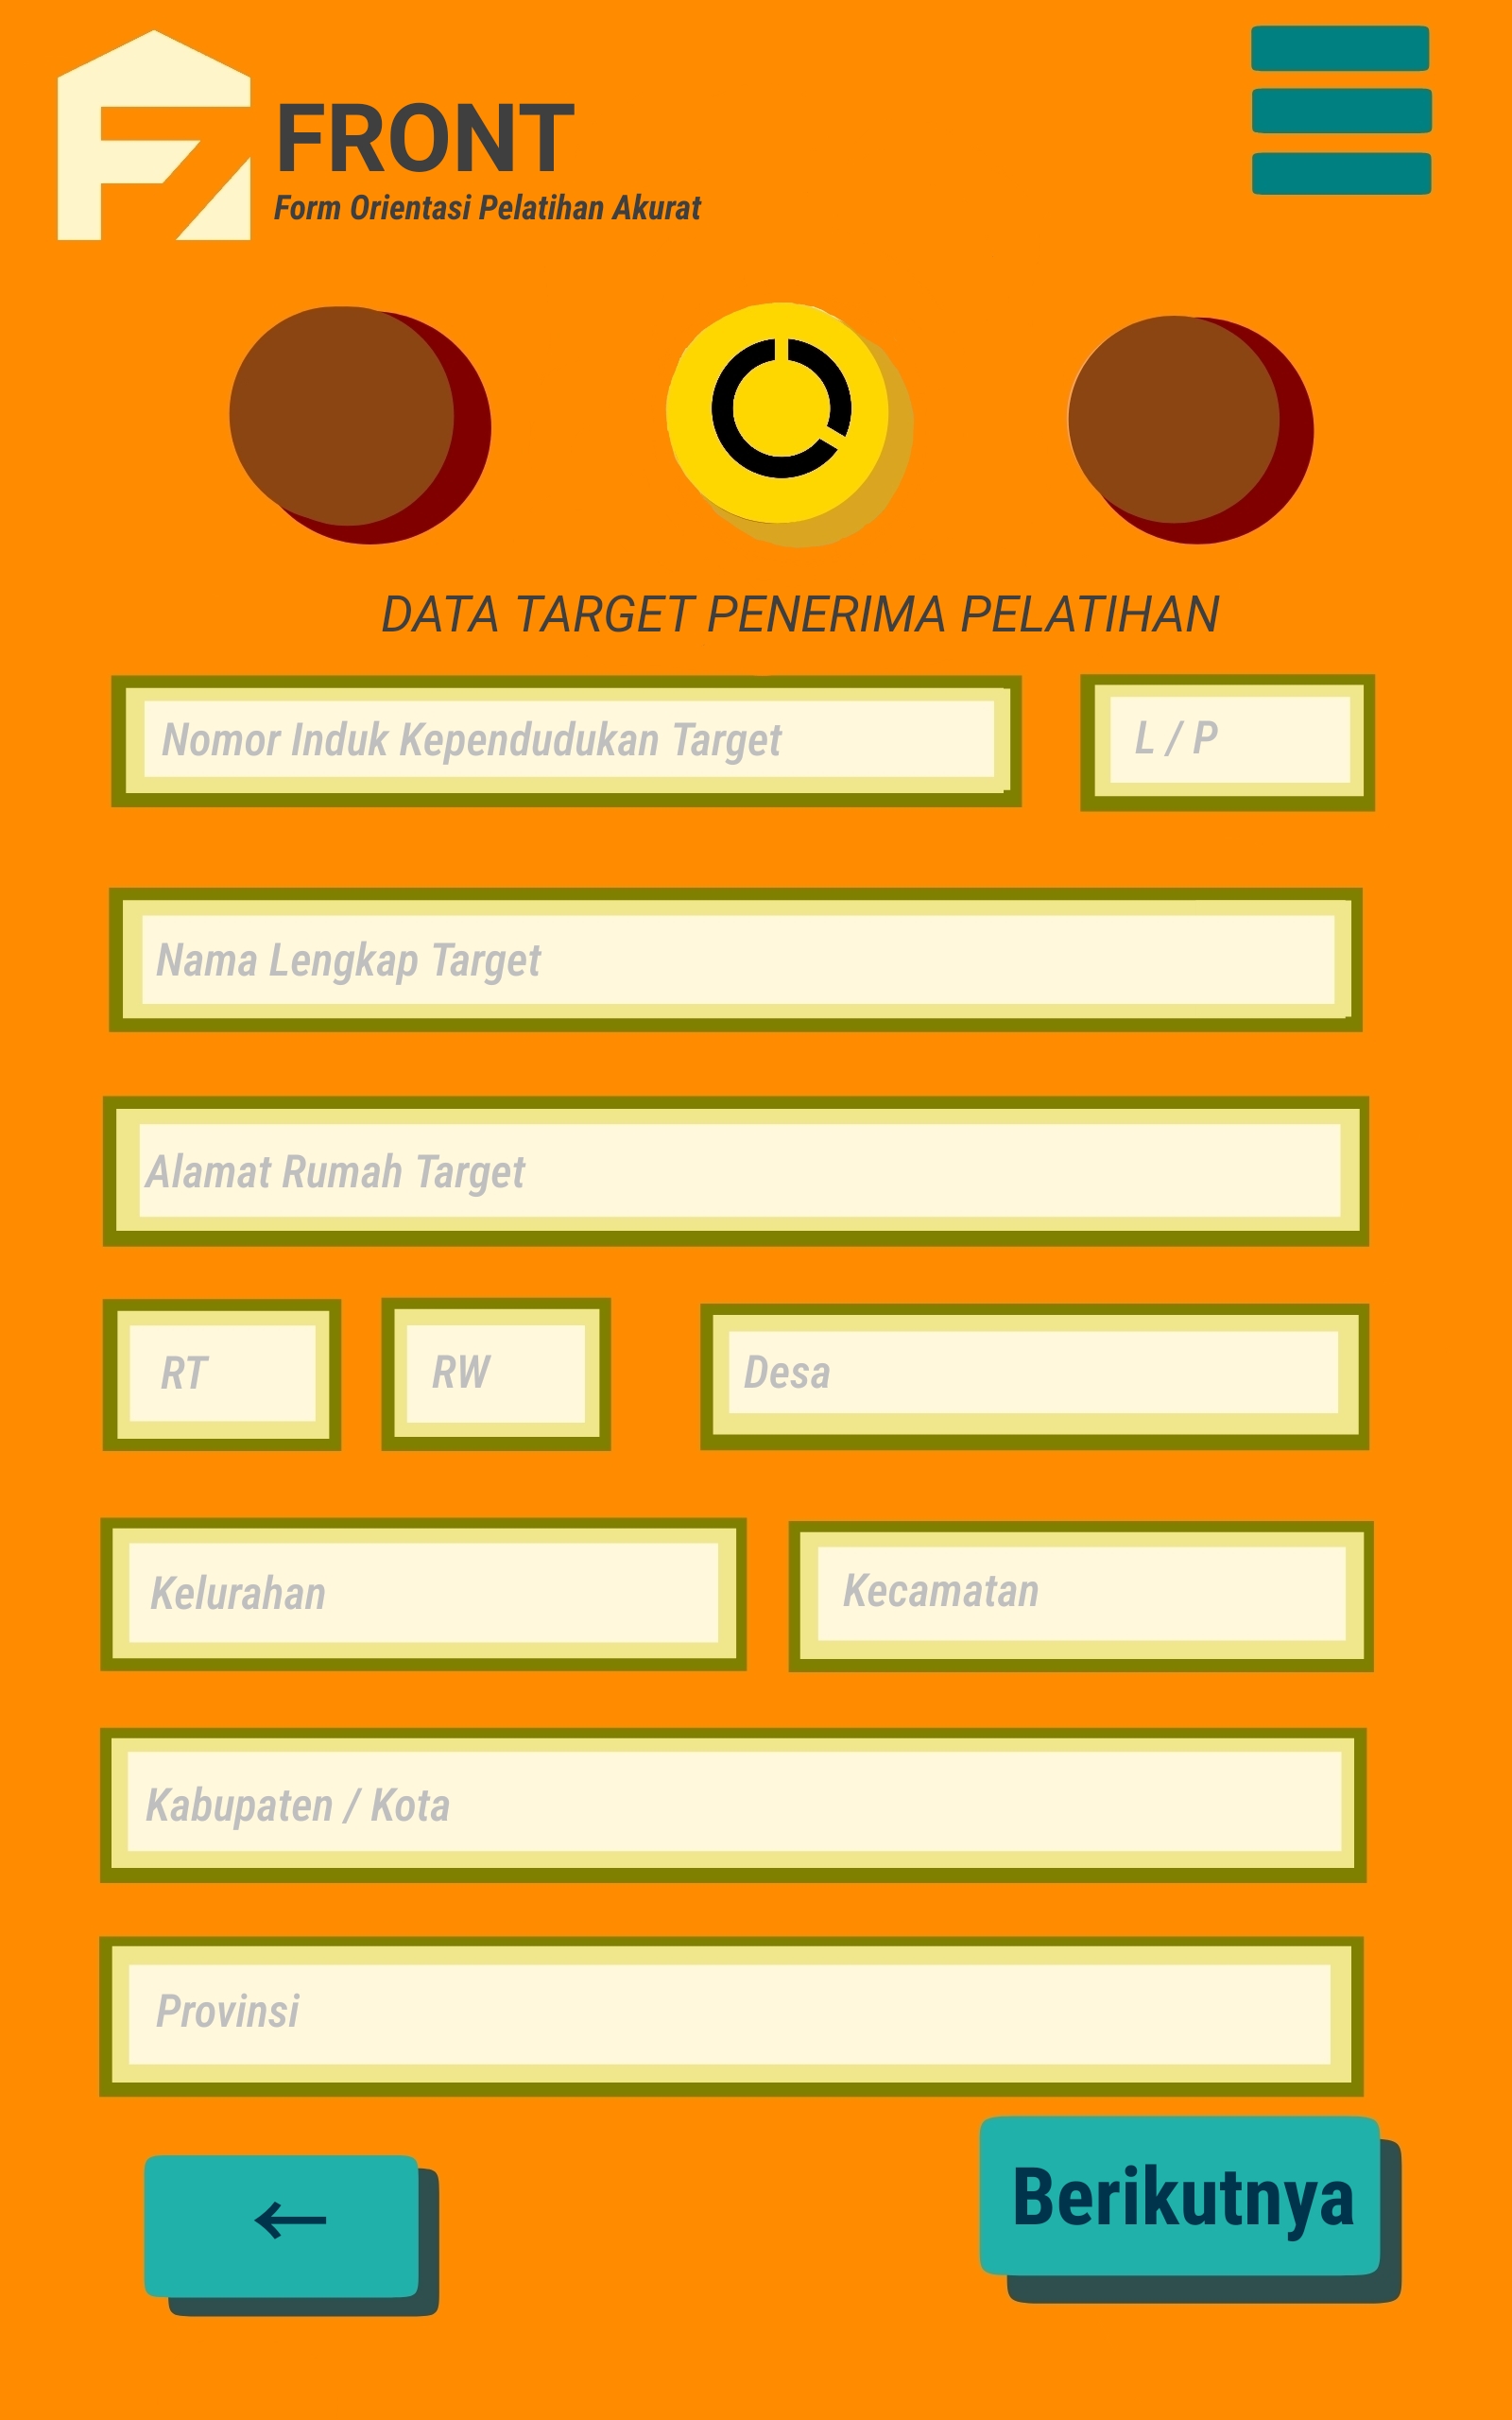 FRONT
Form Orientasi Pelatihan Akurat
DATA TARGET PENERIMA PELATIHAN
Nomor Induk Kependudukan Target
L / P
Nama Lengkap Target
Alamat Rumah Target
RT
RW
Desa
Kelurahan
Kecamatan
Kabupaten / Kota
Provinsi
←
Berikutnya